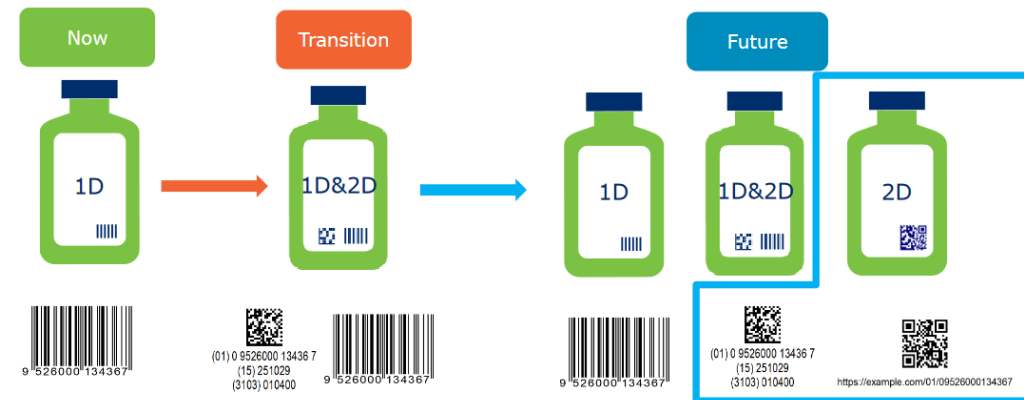 Now
Transition
Future
1D
1D&2D
1D
1D&2D
2D
9 526000 134367
(01) 0 9526000 13436 7
(15) 251029
(3103) 010400
9 526000 134367
9 526000 134367
(01) 0 9526000 13436 7
(15) 251029
(3103) 010400
https://example.com/01/09526000134367